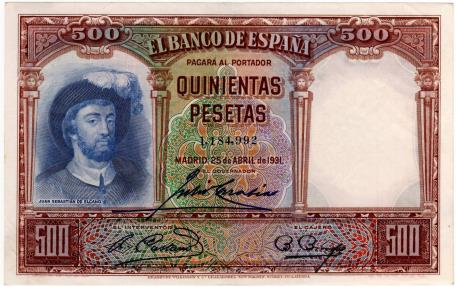 500 EL BANCO DE ESPAÑA 500
PAGARÁ AL PORTADOR
QUINIENTAS
PESETAS
1,184,992
MADRID, 25 DE ABRIL DE 1931.
EL GOBERNADOR
JUAN SEBASTIAN DE ELCANO
EL INTERVENTOR
EL CAJERO
500 500